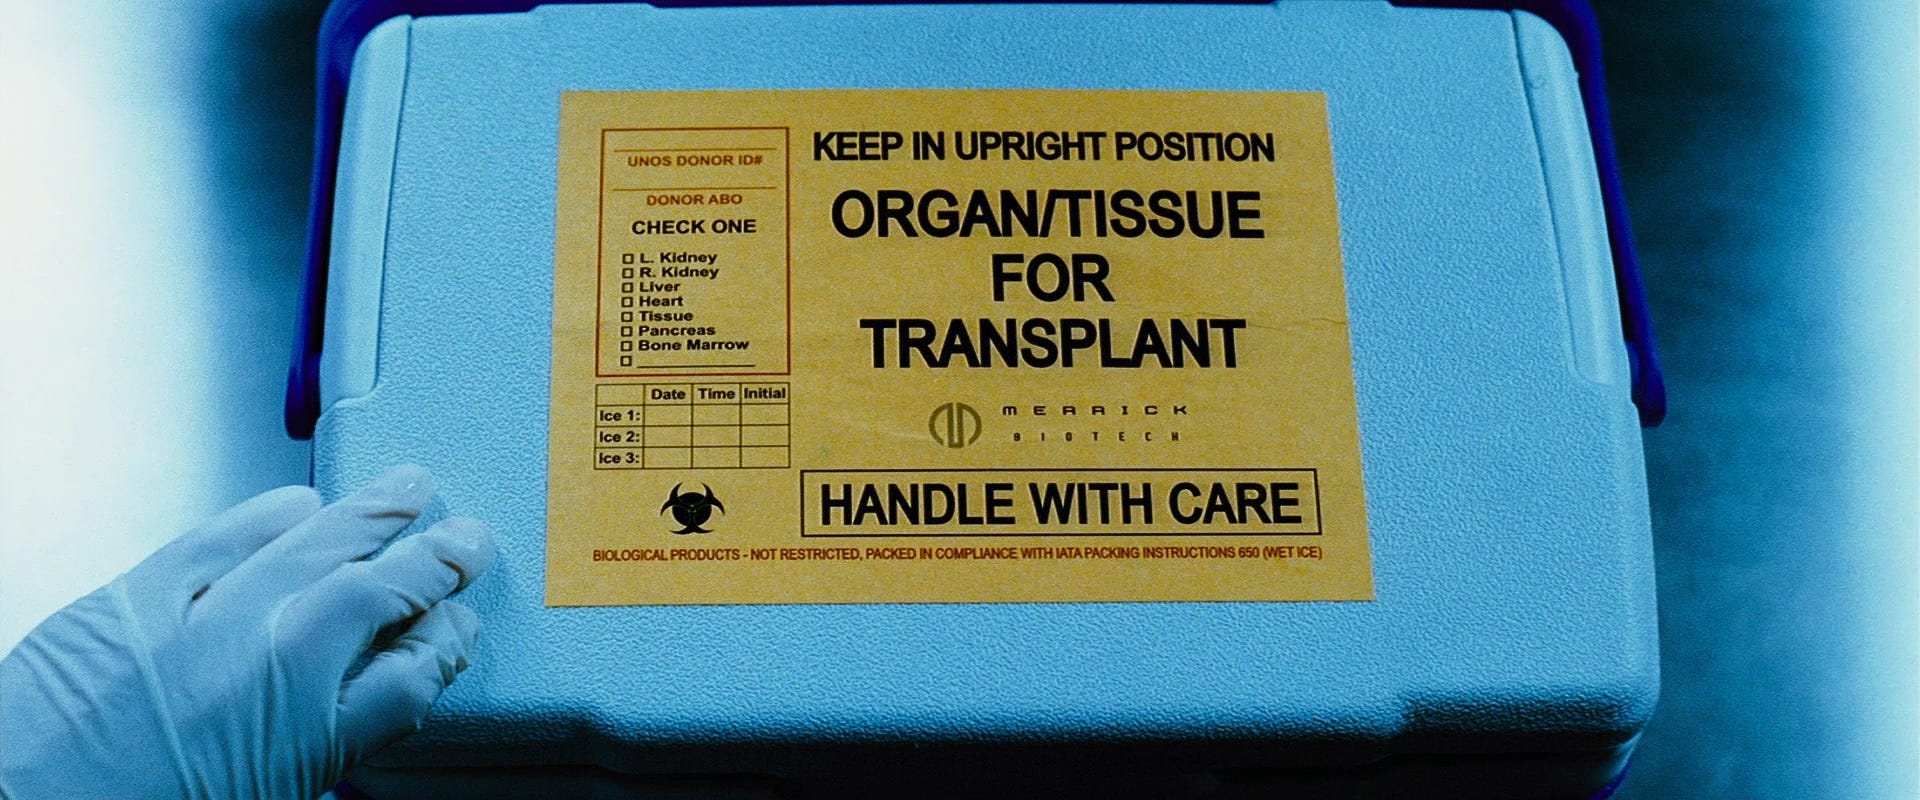 UNOS DONOR ID#
DONOR ABO
CHECK ONE
L. Kidney
R. Kidney
Liver
Heart
Tissue
Pancreas
Bone Marrow
Date Time Initial
Ice 1:
Ice 2:
Ice 3:
KEEP IN UPRIGHT POSITION
ORGAN/TISSUE
FOR
TRANSPLANT
MERRICK
BIOTECH
HANDLE WITH CARE
BIOLOGICAL PRODUCTS - NOT RESTRICTED, PACKED IN COMPLIANCE WITH IATA PACKING INSTRUCTIONS 650 (WET ICE)